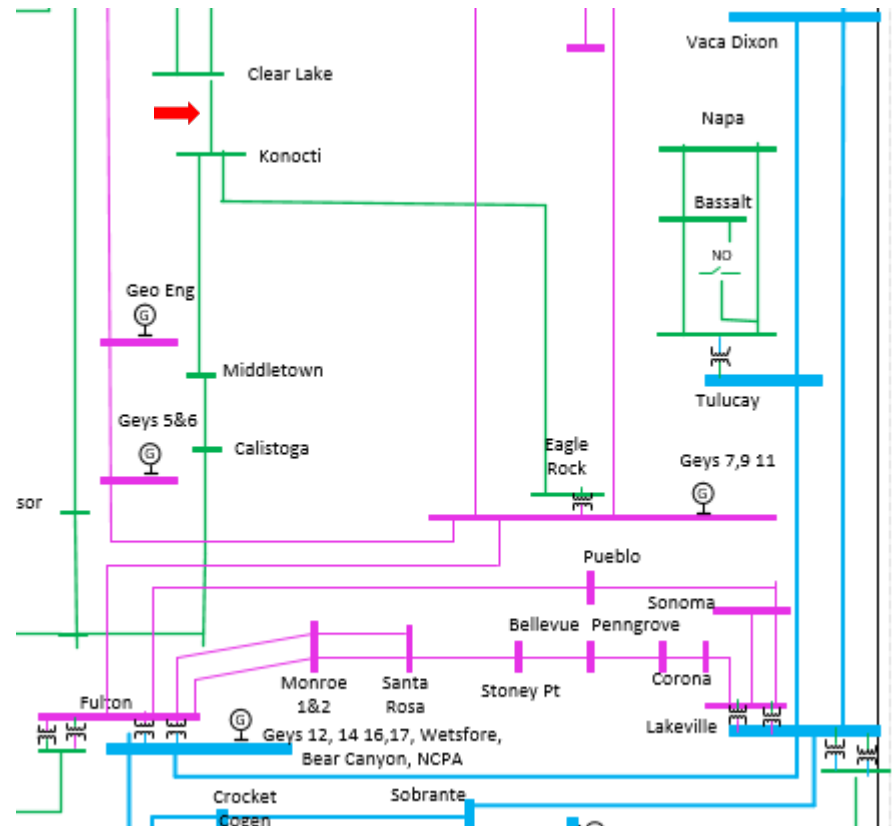 Vaca Dixon
Clear Lake
Napa
Konocti
Bassalt
NO
Geo Eng
G
Middletown
Tulucay
Geys 5&6
G
Calistoga
Eagle
Rock
Geys 7,9 11
G
sor
Pueblo
Sonoma
Bellevue
Penngrove
Monroe
1&2
Santa
Rosa
Stoney Pt
Corona
Fulton
G
Lakeville
Geys 12, 14 16,17, Wetsfore,
Bear Canyon, NCPA
Crocket
Cogen
Sobrante